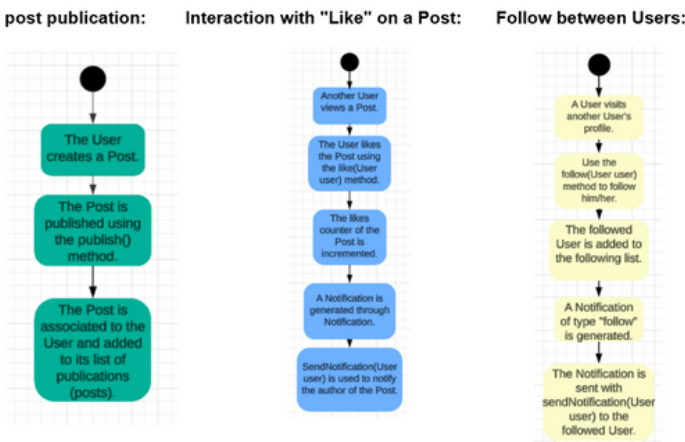 post publication:
The User
creates a Post.
The Post is
published using
the publish()
method.
The Post is
associated to the
User and added
to its list of
publications
(posts).
Interaction with "Like" on a Post:
Another User
views a Post.
The User likes
the Post using
the like(User
user) method.
The likes
counter of the
Post is
incremented.
A Notification is
generated through
Notification.
SendNotification(User
user) is used to notify
the author of the Post.
Follow between Users:
A User visits
another User's
profile.
Use the
follow(User user)
method to follow
him/her.
The followed
User is added to
the following list.
A Notification
of type "follow"
is generated.
The Notification is
sent with
sendNotification(User
user) to the
followed User.